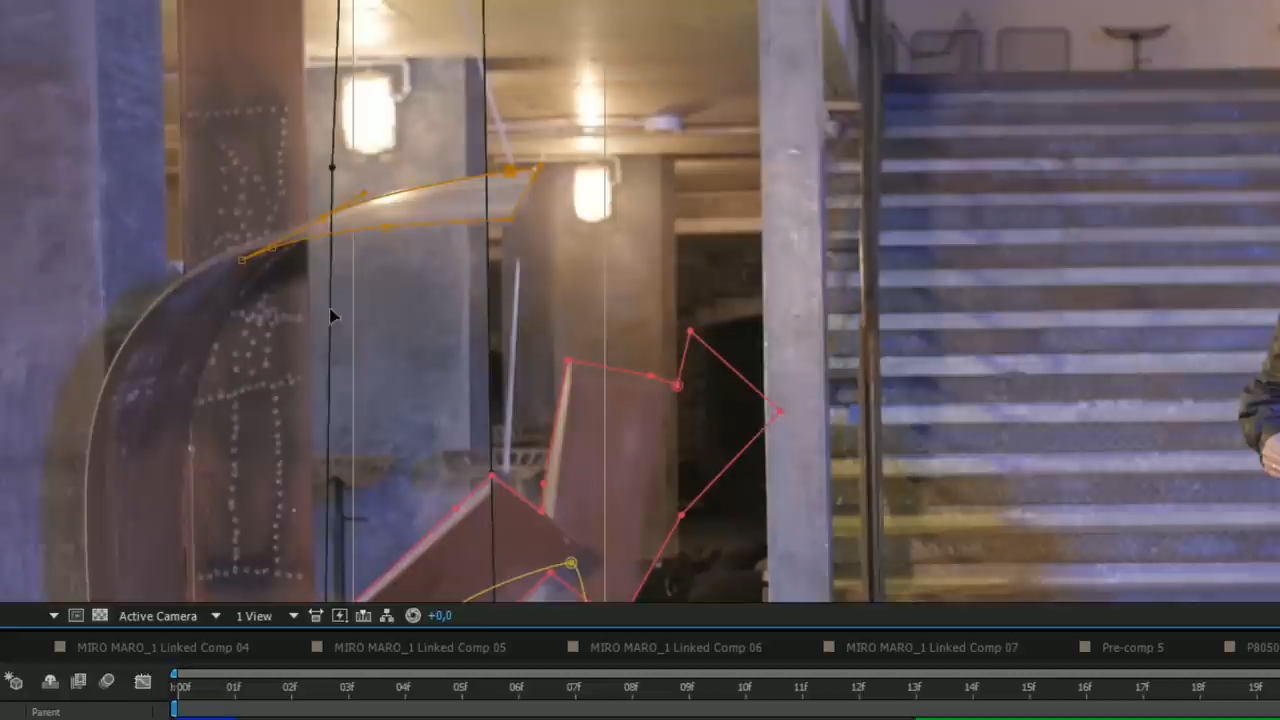 Active Camera 1 View +0,0
MIRO MARO_1 Linked Comp 04 MIRO MARO_1 Linked Comp 05 MIRO MARO_1 Linked Comp 06 MIRO MARO_1 Linked Comp 07 Pre-comp 5 P8050
:00f 01f 02f 03f 04f 05f 06f 07f 08f 09f 10f 11f 12f 13f 14f 15f 16f 17f 18f 19f
Parent